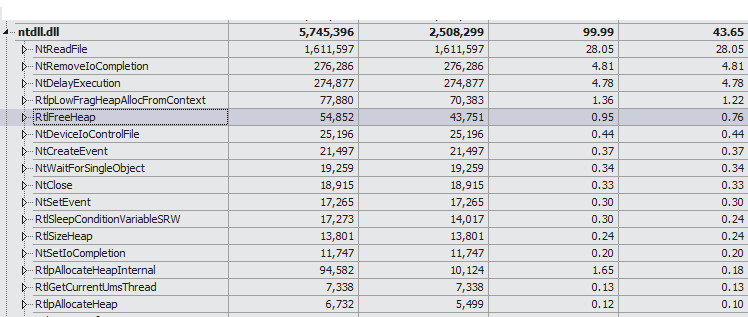 ntdll.dll 5,745,396 2,508,299 99.99 43.65
NtReadFile 1,611,597 1,611,597 28.05 28.05
NtRemoveIoCompletion 276,286 276,286 4.81 4.81
NtDelayExecution 274,877 274,877 4.78 4.78
RtlpLowFragHeapAllocFromContext 77,880 70,383 1.36 1.22
RtlFreeHeap 54,852 43,751 0.95 0.76
NtDeviceIoControlFile 25,196 25,196 0.44 0.44
NtCreateEvent 21,497 21,497 0.37 0.37
NtWaitForSingleObject 19,259 19,259 0.34 0.34
NtClose 18,915 18,915 0.33 0.33
NtSetEvent 17,265 17,265 0.30 0.30
RtlSleepConditionVariableSRW 17,273 14,017 0.30 0.24
RtlSizeHeap 13,801 13,801 0.24 0.24
NtSetIoCompletion 11,747 11,747 0.20 0.20
RtlpAllocateHeapInternal 94,582 10,124 1.65 0.18
RtlGetCurrentUmsThread 7,338 7,338 0.13 0.13
RtlpAllocateHeap 6,732 5,499 0.12 0.10